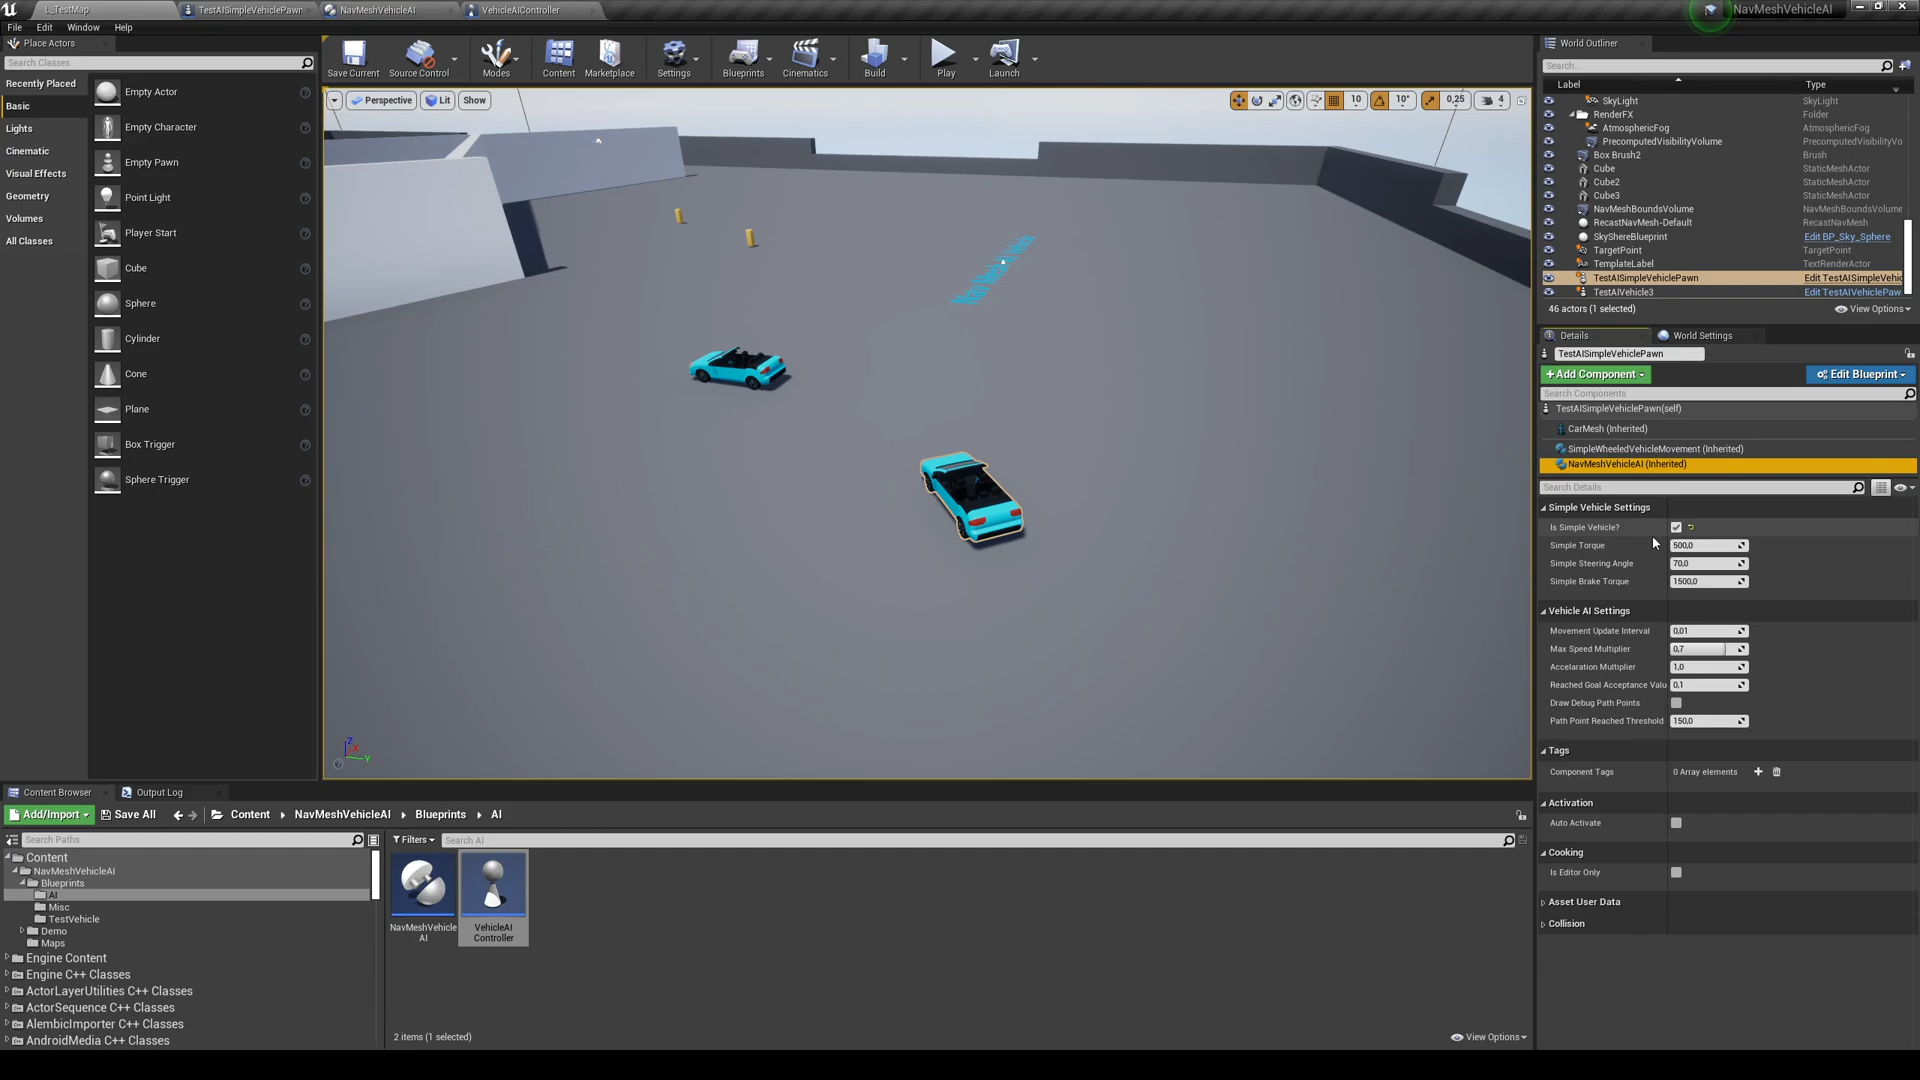 L_TestMap
TestAISimpleVehiclePawn
NavMeshVehicleAI
VehicleAIController
NavMeshVehicleAI
File Edit Window Help
Place Actors
Search Classes
Recently Placed
Basic
Lights
Cinematic
Visual Effects
Geometry
Volumes
All Classes
Empty Actor
Empty Character
Empty Pawn
Point Light
Player Start
Cube
Sphere
Cylinder
Cone
Plane
Box Trigger
Sphere Trigger
Save Current
Source Control
Modes
Content
Marketplace
Settings
Blueprints
Cinematics
Build
Play
Launch
Perspective
Lit
Show
10
10°
0,25
4
World Outliner
Search...
Label Type
SkyLight SkyLight
RenderFX Folder
AtmosphericFog AtmosphericFog
PrecomputedVisibilityVolume PrecomputedVisibilityVo
Box Brush2 Brush
Cube StaticMeshActor
Cube2 StaticMeshActor
Cube3 StaticMeshActor
NavMeshBoundsVolume NavMeshBoundsVolume
RecastNavMesh-Default RecastNavMesh
SkyShereBlueprint Edit BP_Sky_Sphere
TargetPoint TargetPoint
TemplateLabel TextRenderActor
TestAISimpleVehiclePawn Edit TestAISimpleVehic
TestAIVehicle3 Edit TestAIVehiclePaw
46 actors (1 selected)
View Options
Details
World Settings
TestAISimpleVehiclePawn
+Add Component
Edit Blueprint
Search Components
TestAISimpleVehiclePawn(self)
CarMesh (Inherited)
SimpleWheeledVehicleMovement (Inherited)
NavMeshVehicleAI (Inherited)
Search Details
Simple Vehicle Settings
Is Simple Vehicle?
Simple Torque 500,0
Simple Steering Angle 70,0
Simple Brake Torque 1500,0
Vehicle AI Settings
Movement Update Interval 0,01
Max Speed Multiplier 0,7
Accelaration Multiplier 1,0
Reached Goal Acceptance Valu 0,1
Draw Debug Path Points
Path Point Reached Threshold 150,0
Tags
Component Tags 0 Array elements
Activation
Auto Activate
Cooking
Is Editor Only
Asset User Data
Collision
X
Y
Z
Content Browser
Output Log
Add/Import
Save All
Content NavMeshVehicleAI Blueprints AI
Search Paths
Filters
Search AI
Content
NavMeshVehicleAI
Blueprints
AI
Misc
TestVehicle
Demo
Maps
Engine Content
Engine C++ Classes
ActorLayerUtilities C++ Classes
ActorSequence C++ Classes
AlembicImporter C++ Classes
AndroidMedia C++ Classes
NavMeshVehicle
AI
VehicleAI
Controller
2 items (1 selected)
View Options